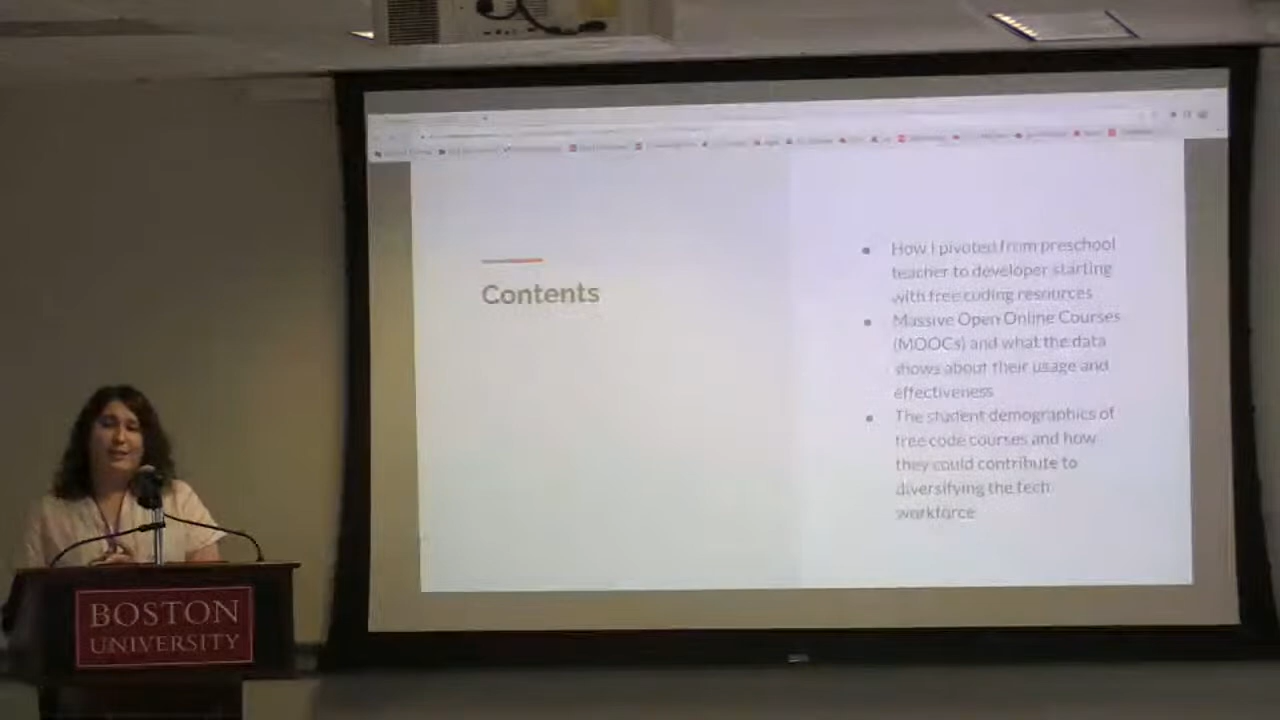 Contents
How I pivoted from preschool
teacher to developer starting
with free coding resources
Massive Open Online Courses
(MOOCs) and what the data
shows about their usage and
effectiveness
The student demographics of
free code courses and how
they could contribute to
diversifying the tech
workforce
BOSTON
UNIVERSITY